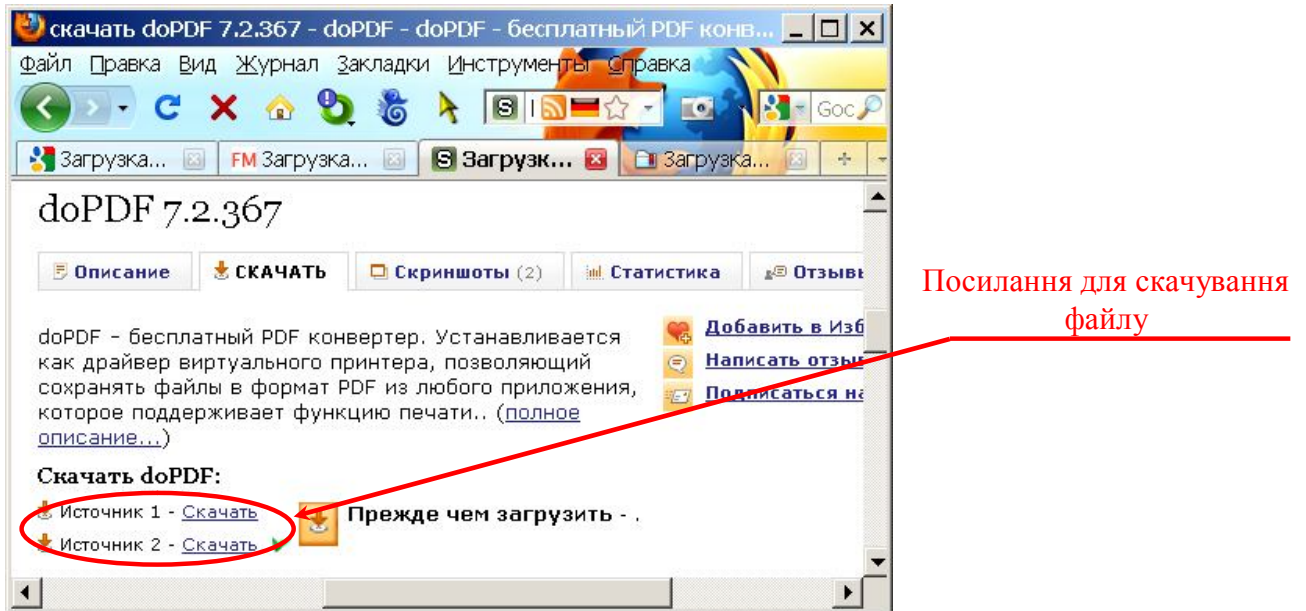 скачать doPDF 7.2.367 - doPDF - doPDF - бесплатный PDF конв...
Файл Правка Вид Журнал Закладки Инструменты Справка
S
Goc
Загрузка... FM Загрузка... S Загрузк... Загрузка...
doPDF 7.2.367
Описание СКАЧАТЬ Скриншоты (2) Статистика Отзывы
doPDF – бесплатный PDF конвертер. Устанавливается
как драйвер виртуального принтера, позволяющий
сохранять файлы в формат PDF из любого приложения,
которое поддерживает функцию печати.. (полное
описание...)
Добавить в Изб
Написать отзыв
Подписаться на
Скачать doPDF:
Источник 1 - Скачать
Источник 2 - Скачать
Прежде чем загрузить - .
Посилання для скачування
файлу